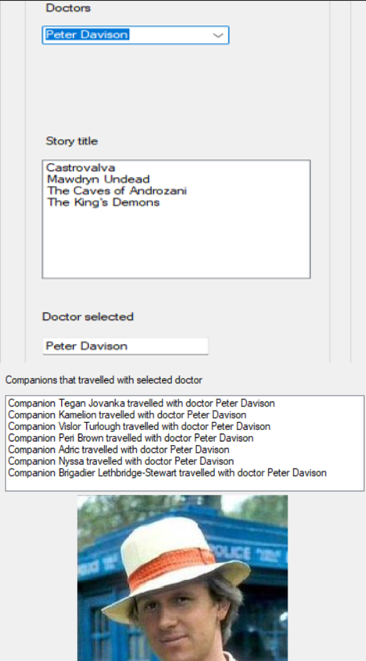 Doctors
Peter Davison
Story title
Castrovalva
Mawdryn Undead
The Caves of Androzani
The King's Demons
Doctor selected
Peter Davison
Companions that travelled with selected doctor
Companion Tegan Jovanka travelled with doctor Peter Davison
Companion Kamelion travelled with doctor Peter Davison
Companion Vislor Turlough travelled with doctor Peter Davison
Companion Peri Brown travelled with doctor Peter Davison
Companion Adric travelled with doctor Peter Davison
Companion Nyssa travelled with doctor Peter Davison
Companion Brigadier Lethbridge-Stewart travelled with doctor Peter Davison
POLICE